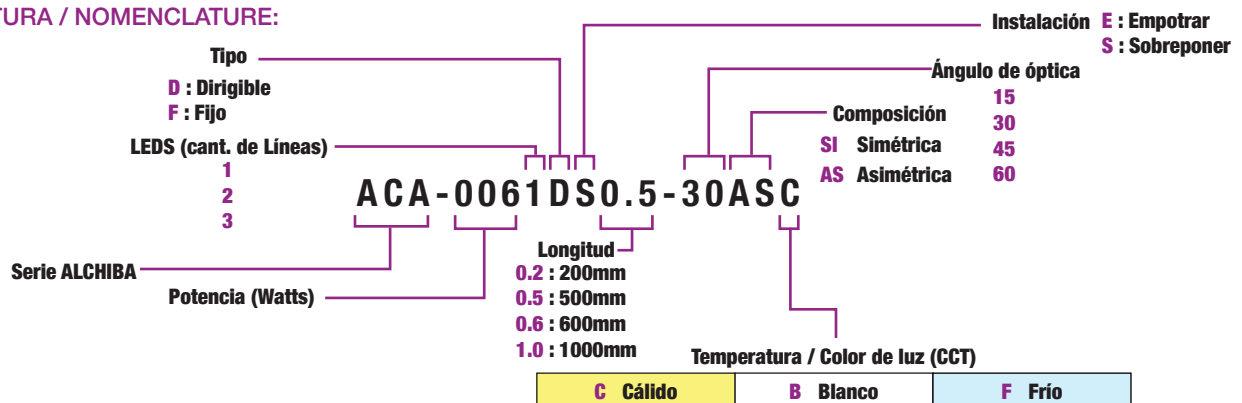 TURA / NOMENCLATURE:
Instalación E : Empotrar
S : Sobreponer
Tipo
D : Dirigible
F : Fijo
Ángulo de óptica
15
30
45
60
Composición
SI Simétrica
AS Asimétrica
LEDS (cant. de Líneas)
1
2
3
ACA-0061DS0.5-30ASC
Serie ALCHIBA
Potencia (Watts)
Longitud
0.2 : 200mm
0.5 : 500mm
0.6 : 600mm
1.0 : 1000mm
Temperatura / Color de luz (CCT)
C Cálido
B Blanco
F Frío